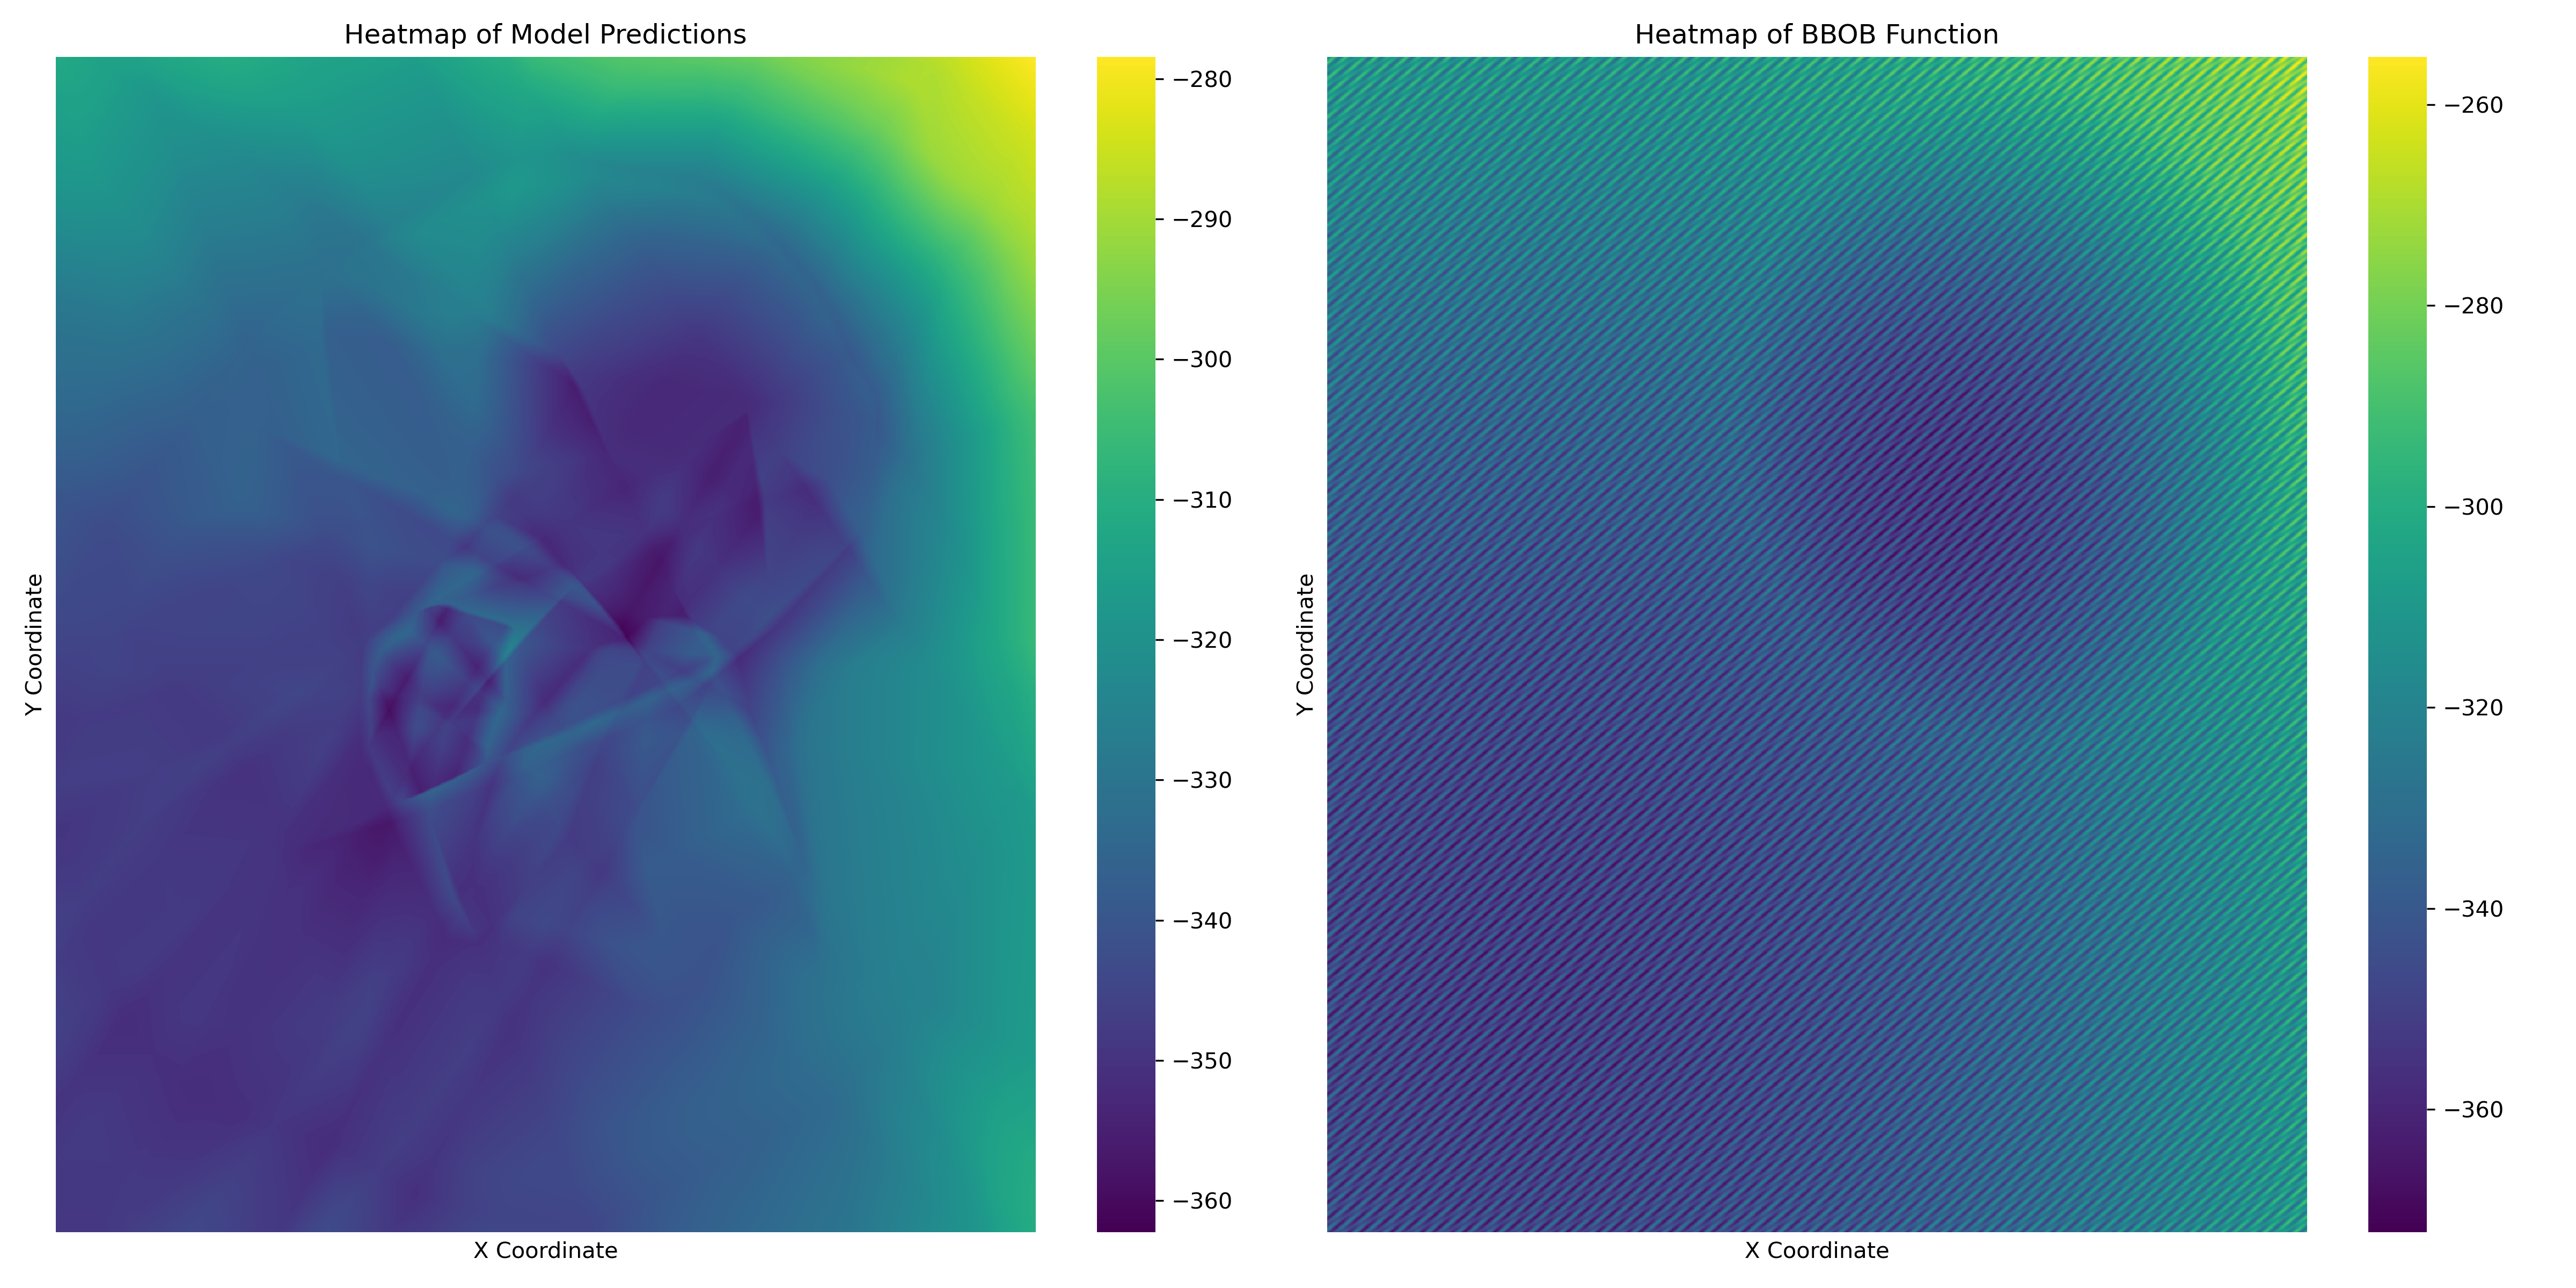 Heatmap of Model Predictions
Y Coordinate
X Coordinate
−280
−290
−300
−310
−320
−330
−340
−350
−360
Heatmap of BBOB Function
Y Coordinate
X Coordinate
−260
−280
−300
−320
−340
−360